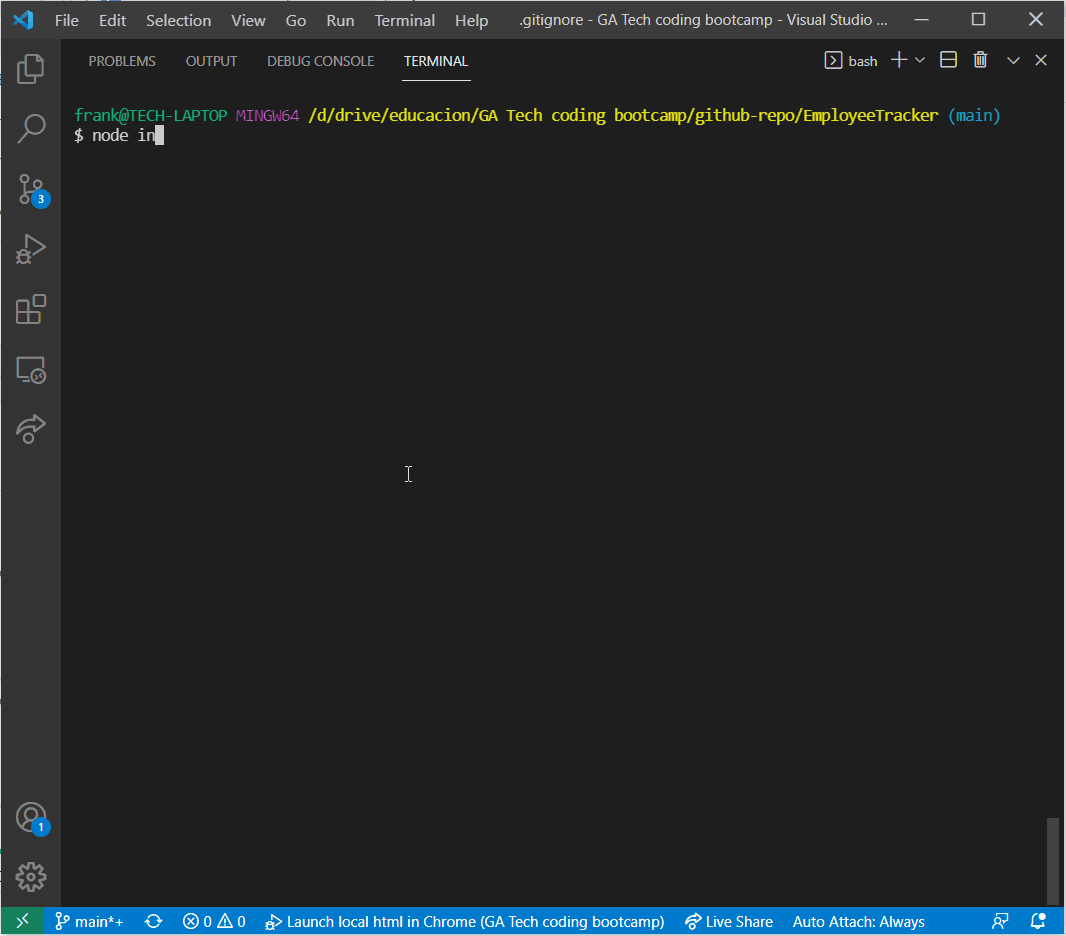 File Edit Selection View Go Run Terminal Help .gitignore - GA Tech coding bootcamp - Visual Studio ...
PROBLEMS OUTPUT DEBUG CONSOLE TERMINAL bash
frank@TECH-LAPTOP MINGW64 /d/drive/educacion/GA Tech coding bootcamp/github-repo/EmployeeTracker (main)
$ node in
3
1
main*+ 0 0 Launch local html in Chrome (GA Tech coding bootcamp) Live Share Auto Attach: Always